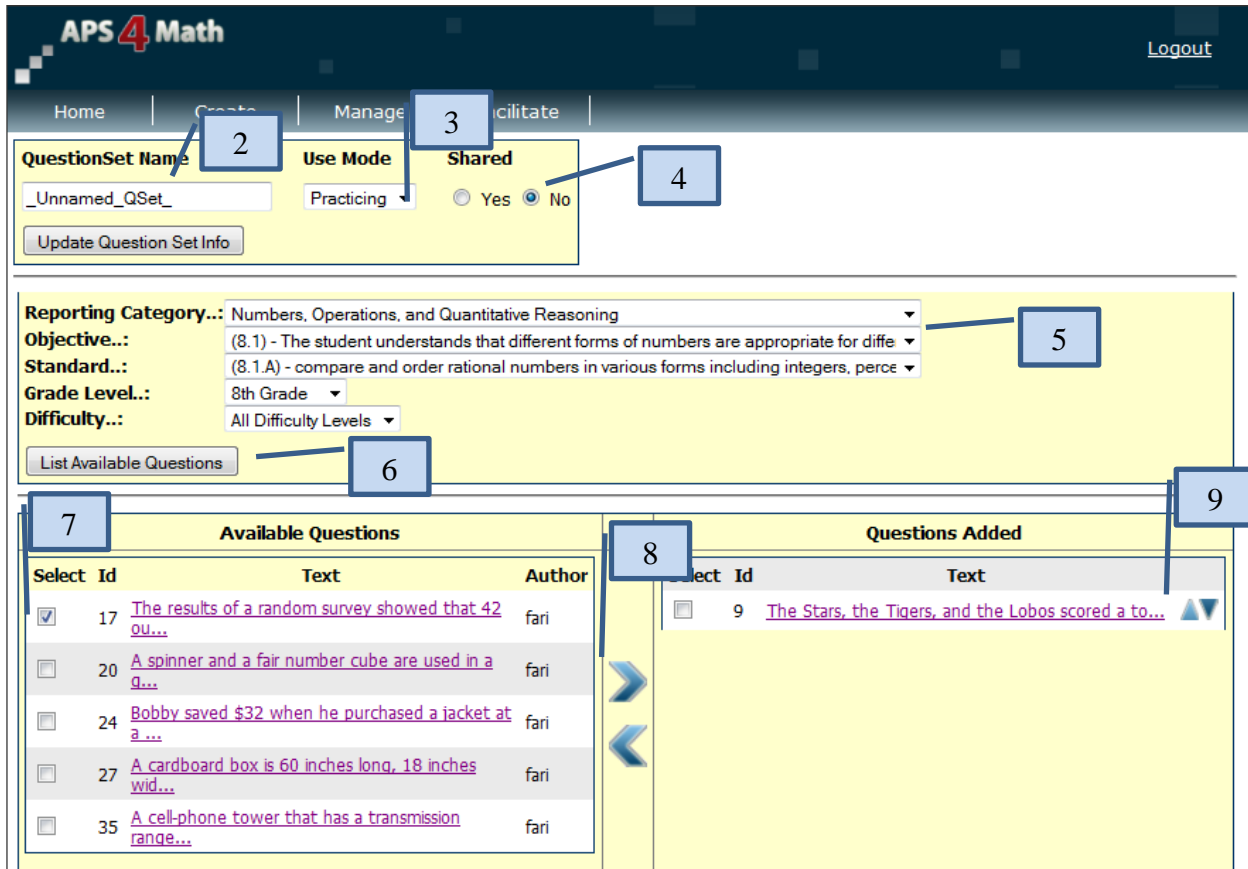 APS 4 Math
Logout
Home
Manage
2
3
QuestionSet Name
Use Mode
Shared
4
_Unnamed_QSet_
Practicing
Yes
No
Update Question Set Info
Reporting Category..: Numbers, Operations, and Quantitative Reasoning
Objective..: (8.1) - The student understands that different forms of numbers are appropriate for diffe
5
Standard..: (8.1.A) - compare and order rational numbers in various forms including integers, perce
Grade Level..: 8th Grade
Difficulty..: All Difficulty Levels
List Available Questions
6
7
8
9
Available Questions
Questions Added
Select Id Text Author
Id Text
17 The results of a random survey showed that 42 fari
ou...
9 The Stars, the Tigers, and the Lobos scored a to...
20 A spinner and a fair number cube are used in a fari
g...
24 Bobby saved $32 when he purchased a jacket at fari
a ...
27 A cardboard box is 60 inches long, 18 inches fari
wid...
35 A cell-phone tower that has a transmission fari
range...